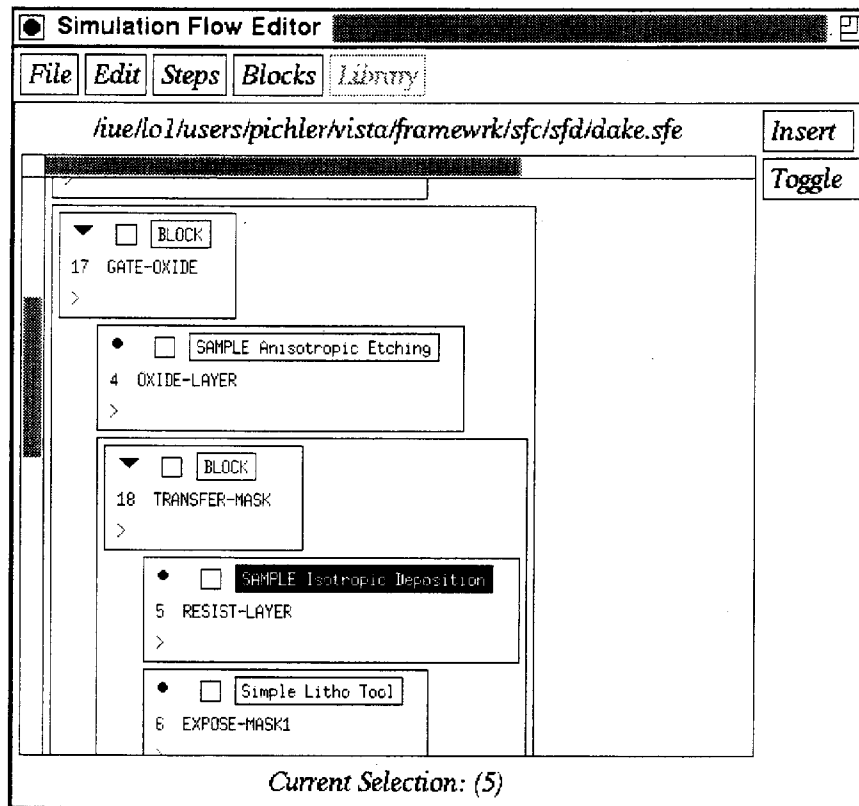 Simulation Flow Editor
File Edit Steps Blocks Library
/iue/lo1/users/pichler/vista/framewrk/sfc/sfd/dake.sfe
Insert
Toggle
>
BLOCK
17 GATE-OXIDE
>
SAMPLE Anisotropic Etching
4 OXIDE-LAYER
>
BLOCK
18 TRANSFER-MASK
>
SAMPLE Isotropic Deposition
5 RESIST-LAYER
>
Simple Litho Tool
6 EXPOSE-MASK1
>
Current Selection: (5)